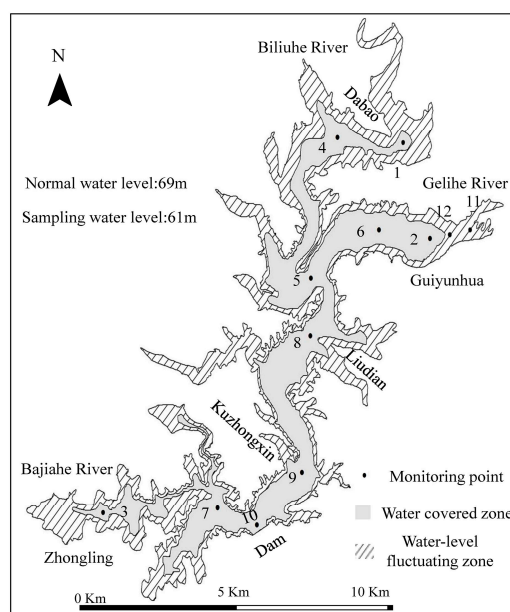 Biliuhe River
N
Dabao
4
1
Normal water level:69m
Gelihe River
Sampling water level:61m
11
12
6
2
Guiyunhua
5
8
Liudian
Kuzhongxin
Bajiahe River
9
Monitoring point
3
7
10
Water covered zone
Dam
Water-level
fluctuating zone
Zhongling
0 Km
5 Km
10 Km